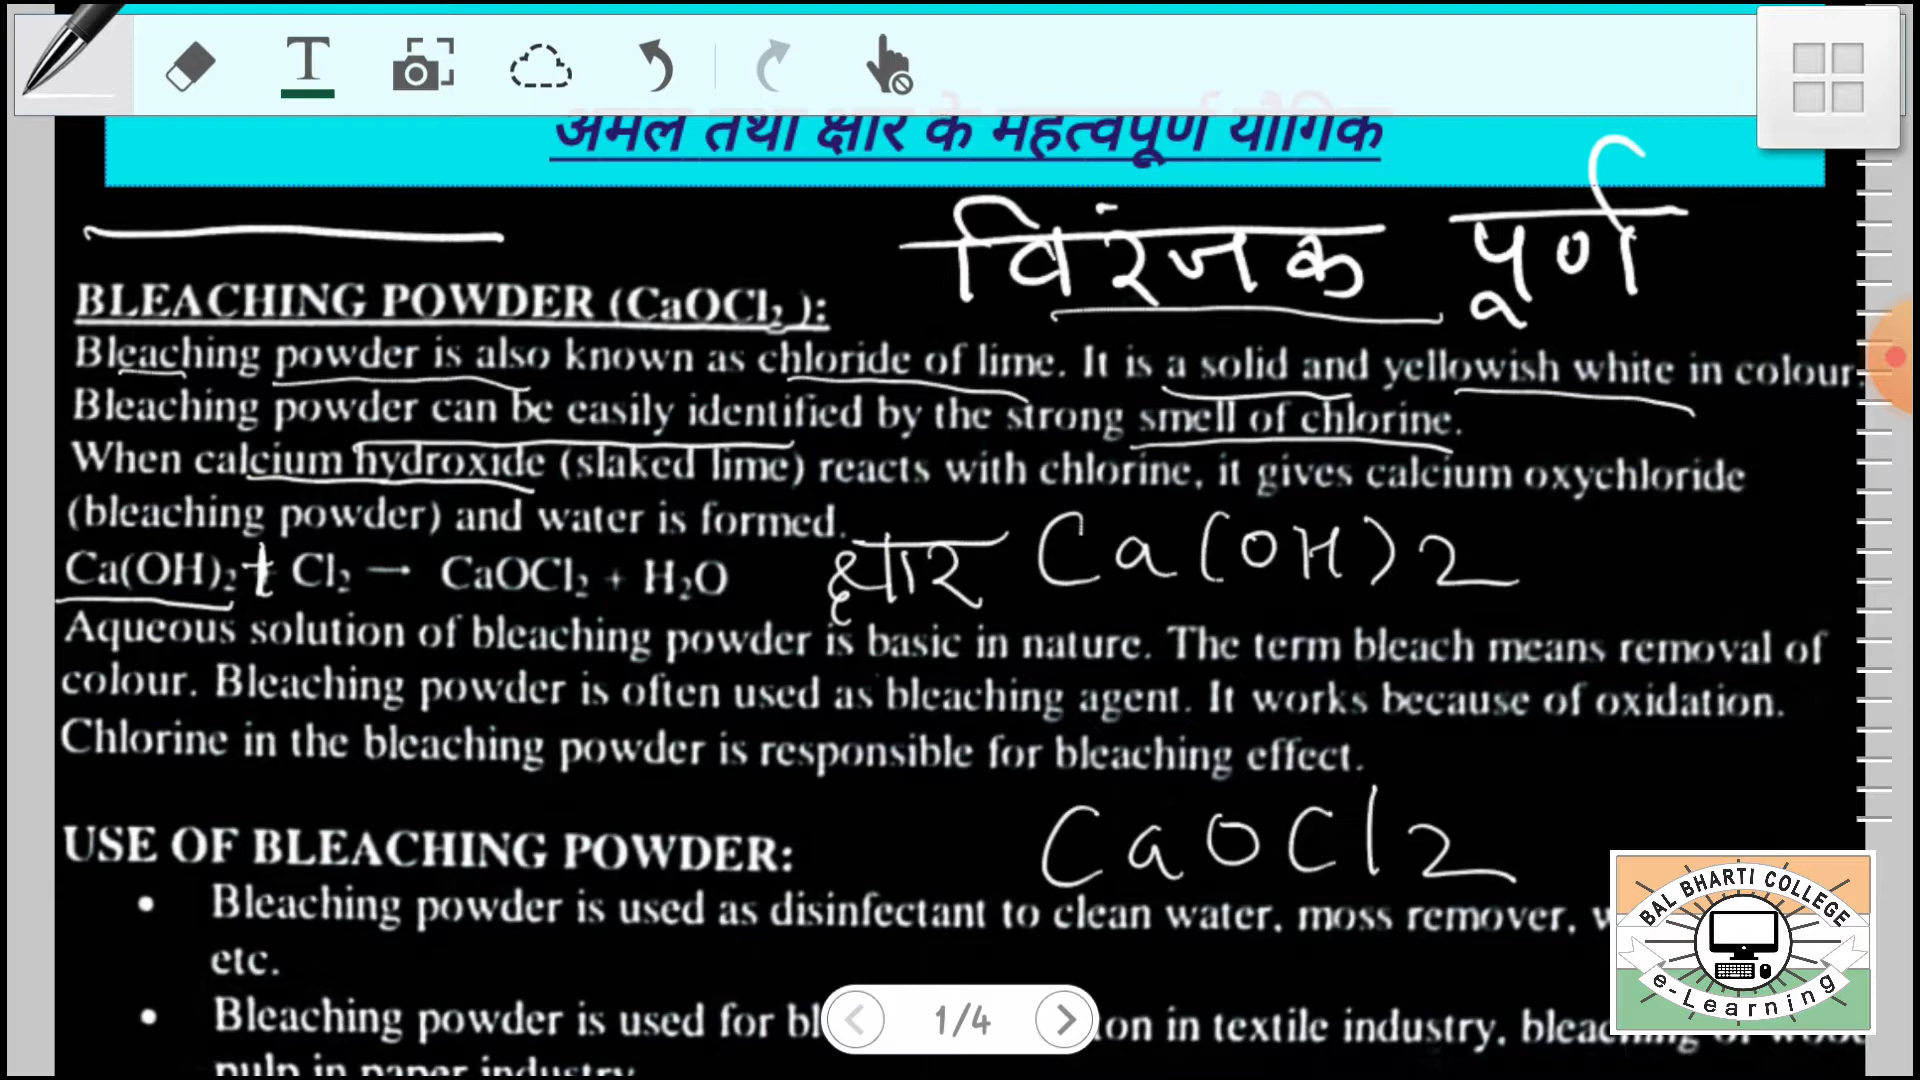 T
अमल तथा क्षार के महत्वपूर्ण यौगिक
विरंजक पूर्ण
BLEACHING POWDER (CaOCl₂ ):
Bleaching powder is also known as chloride of lime. It is a solid and yellowish white in colour.
Bleaching powder can be easily identified by the strong smell of chlorine.
When calcium hydroxide (slaked lime) reacts with chlorine, it gives calcium oxychloride
(bleaching powder) and water is formed.
क्षार Ca(OH)2
Ca(OH)₂ + Cl₂ → CaOCl₂ + H₂O
Aqueous solution of bleaching powder is basic in nature. The term bleach means removal of
colour. Bleaching powder is often used as bleaching agent. It works because of oxidation.
Chlorine in the bleaching powder is responsible for bleaching effect.
CaOCl2
USE OF BLEACHING POWDER:
• Bleaching powder is used as disinfectant to clean water, moss remover,
etc.
• Bleaching powder is used for in textile industry,
pulp in paper industry
1/4
BAL BHARTI COLLEGE
e-Learning